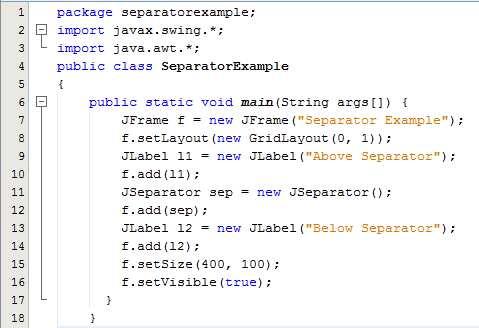 1 package separatorexample;
2 import javax.swing.*;
3 import java.awt.*;
4 public class SeparatorExample
5 {
6 public static void main(String args[]) {
7 JFrame f = new JFrame("Separator Example");
8 f.setLayout(new GridLayout(0, 1));
9 JLabel l1 = new JLabel("Above Separator");
10 f.add(l1);
11 JSeparator sep = new JSeparator();
12 f.add(sep);
13 JLabel l2 = new JLabel("Below Separator");
14 f.add(l2);
15 f.setSize(400, 100);
16 f.setVisible(true);
17 }
18 }